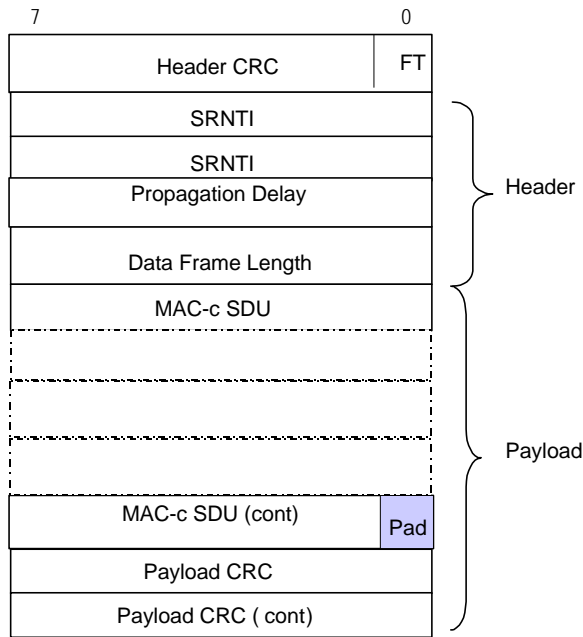 7 0
Header CRC FT
SRNTI
SRNTI
Propagation Delay
Header
Data Frame Length
MAC-c SDU
Payload
MAC-c SDU (cont) Pad
Payload CRC
Payload CRC ( cont)